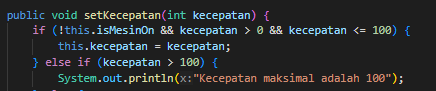 public void setKecepatan(int kecepatan) {
if (!this.isMesinOn && kecepatan > 0 && kecepatan <= 100) {
this.kecepatan = kecepatan;
} else if (kecepatan > 100) {
System.out.println(x:"Kecepatan maksimal adalah 100");